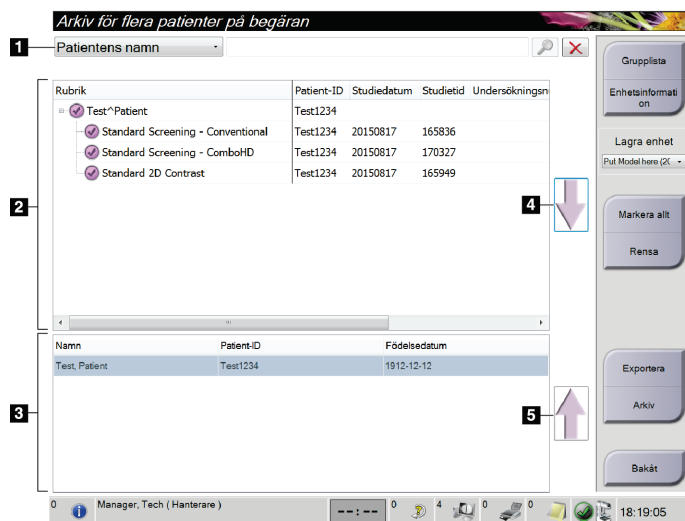 Arkiv för flera patienter på begäran
1
Patientens namn
Grupplista
Enhetsinformati
on
Lagra enhet
Put Model here (2(
Markera allt
Rensa
2
Rubrik Patient-ID Studiedatum Studietid Undersökningsn
Test^Patient Test1234
Standard Screening - Conventional Test1234 20150817 165836
Standard Screening - ComboHD Test1234 20150817 170327
Standard 2D Contrast Test1234 20150817 165949
4
3
Namn Patient-ID Födelsedatum
Test, Patient Test1234 1912-12-12
5
Exportera
Arkiv
Bakåt
0 Manager, Tech ( Hanterare ) --:-- 0 4 0 0 18:19:05